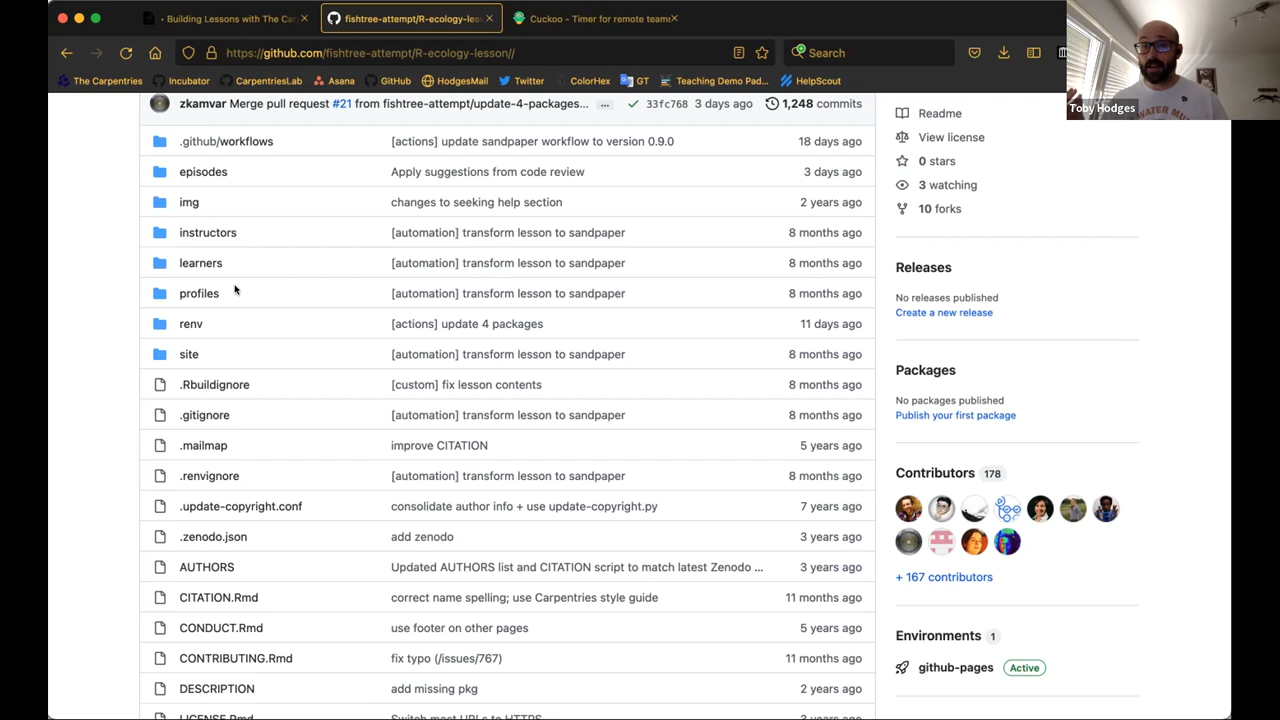 · Building Lessons with The Car
fishtree-attempt/R-ecology-less
Cuckoo - Timer for remote teams
https://github.com/fishtree-attempt/R-ecology-lesson//
Search
The Carpentries
Incubator
CarpentriesLab
Asana
GitHub
HodgesMail
Twitter
ColorHex
GT
Teaching Demo Pad...
HelpScout
Toby Hodges
zkamvar Merge pull request #21 from fishtree-attempt/update-4-packages... 33fc768 3 days ago 1,248 commits
.github/workflows [actions] update sandpaper workflow to version 0.9.0 18 days ago
episodes Apply suggestions from code review 3 days ago
img changes to seeking help section 2 years ago
instructors [automation] transform lesson to sandpaper 8 months ago
learners [automation] transform lesson to sandpaper 8 months ago
profiles [automation] transform lesson to sandpaper 8 months ago
renv [actions] update 4 packages 11 days ago
site [automation] transform lesson to sandpaper 8 months ago
.Rbuildignore [custom] fix lesson contents 8 months ago
.gitignore [automation] transform lesson to sandpaper 8 months ago
.mailmap improve CITATION 5 years ago
.renvignore [automation] transform lesson to sandpaper 8 months ago
.update-copyright.conf consolidate author info + use update-copyright.py 7 years ago
.zenodo.json add zenodo 3 years ago
AUTHORS Updated AUTHORS list and CITATION script to match latest Zenodo ... 3 years ago
CITATION.Rmd correct name spelling; use Carpentries style guide 11 months ago
CONDUCT.Rmd use footer on other pages 5 years ago
CONTRIBUTING.Rmd fix typo (/issues/767) 11 months ago
DESCRIPTION add missing pkg 2 years ago
LICENSE.Rmd Switch most URLs to HTTPS 3 years ago
Readme
View license
0 stars
3 watching
10 forks
Releases
No releases published
Create a new release
Packages
No packages published
Publish your first package
Contributors 178
+ 167 contributors
Environments 1
github-pages Active